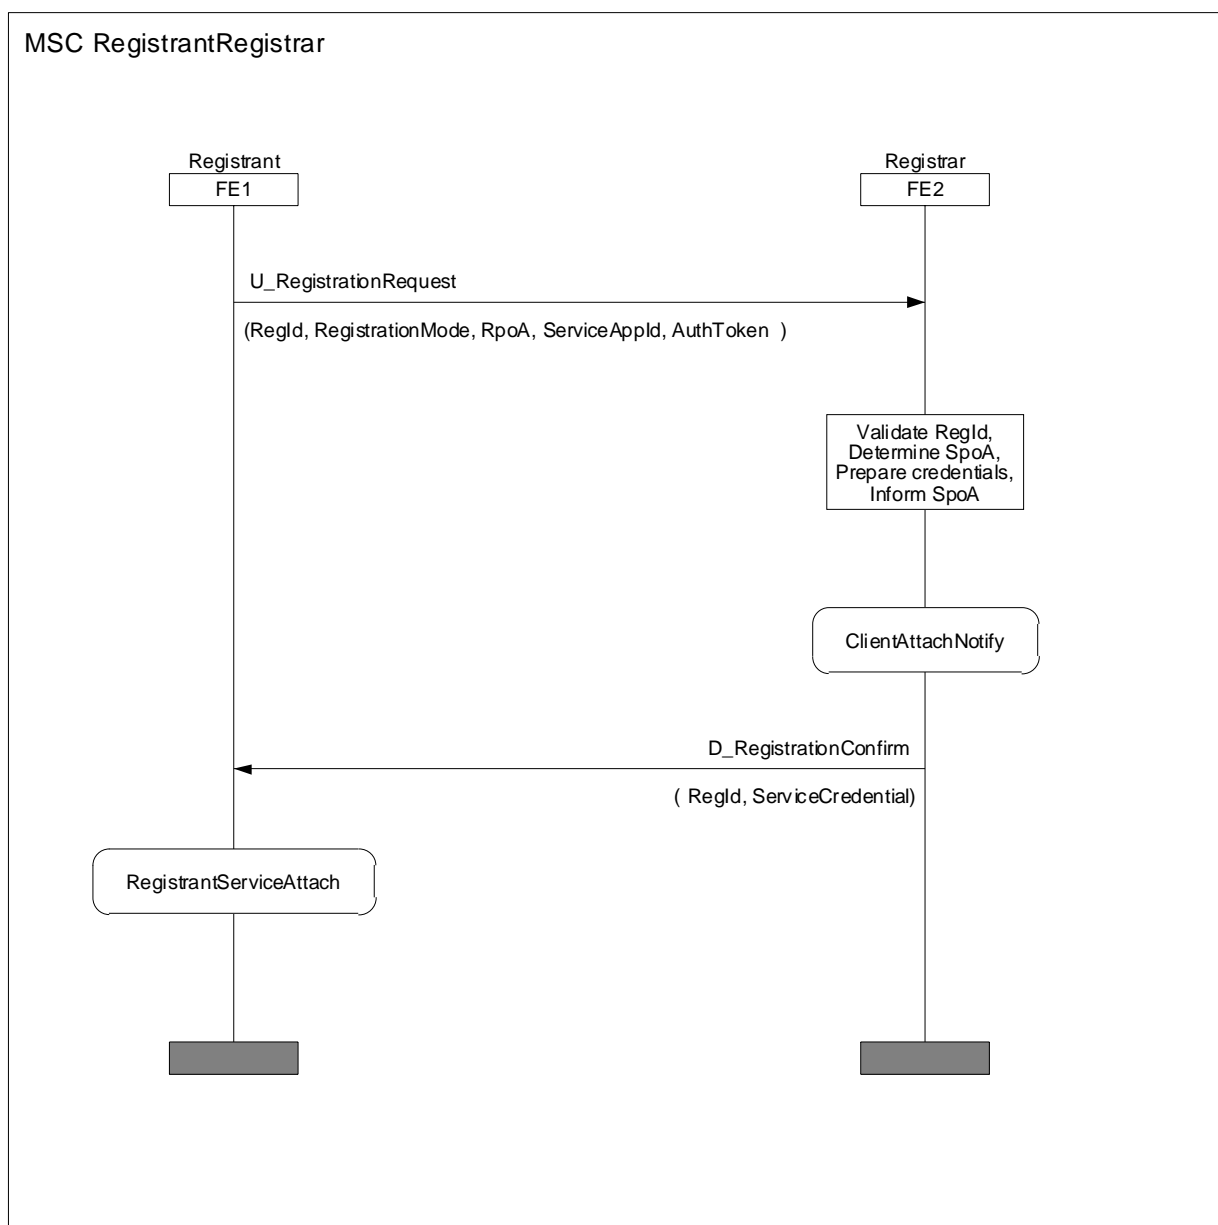 MSC RegistrantRegistrar
Registrant
Registrar
FE1
FE2
U_RegistrationRequest
(RegId, RegistrationMode, RpoA, ServiceAppId, AuthToken )
Validate RegId,
Determine SpoA,
Prepare credentials,
Inform SpoA
ClientAttachNotify
D_RegistrationConfirm
( RegId, ServiceCredential)
RegistrantServiceAttach